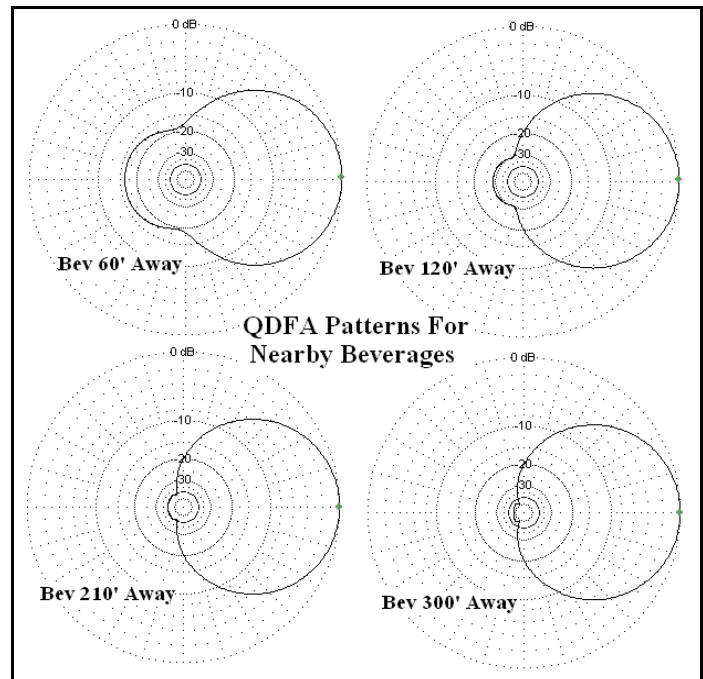 0 dB
-10
-20
-30
Bev 60' Away
0 dB
-10
20
30
Bev 120' Away
QDFA Patterns For
Nearby Beverages
0 dB
-10
-20
-30
Bev 210' Away
0 dB
-10
20
30
Bev 300' Away